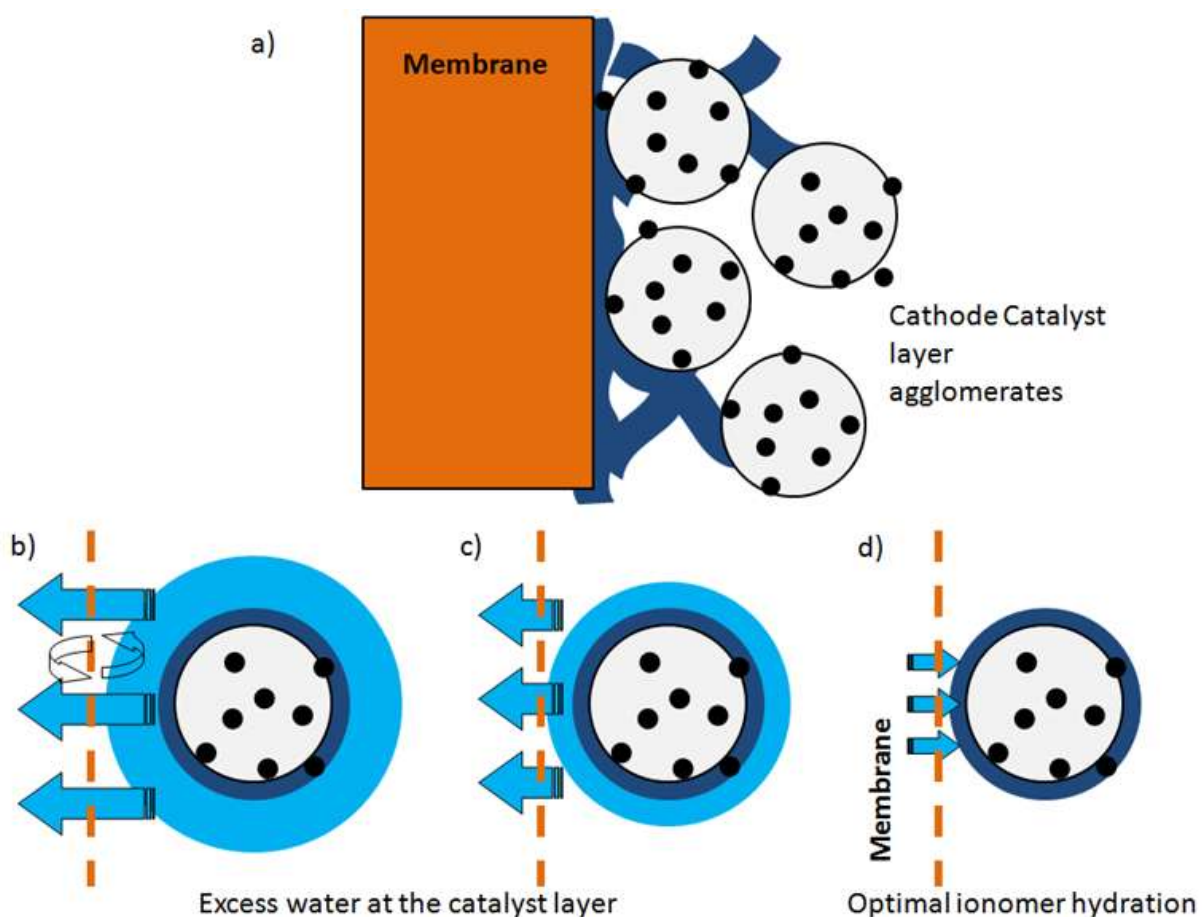 a)
Membrane
Cathode Catalyst
layer
agglomerates
b)
c)
d)
Membrane
Excess water at the catalyst layer
Optimal ionomer hydration